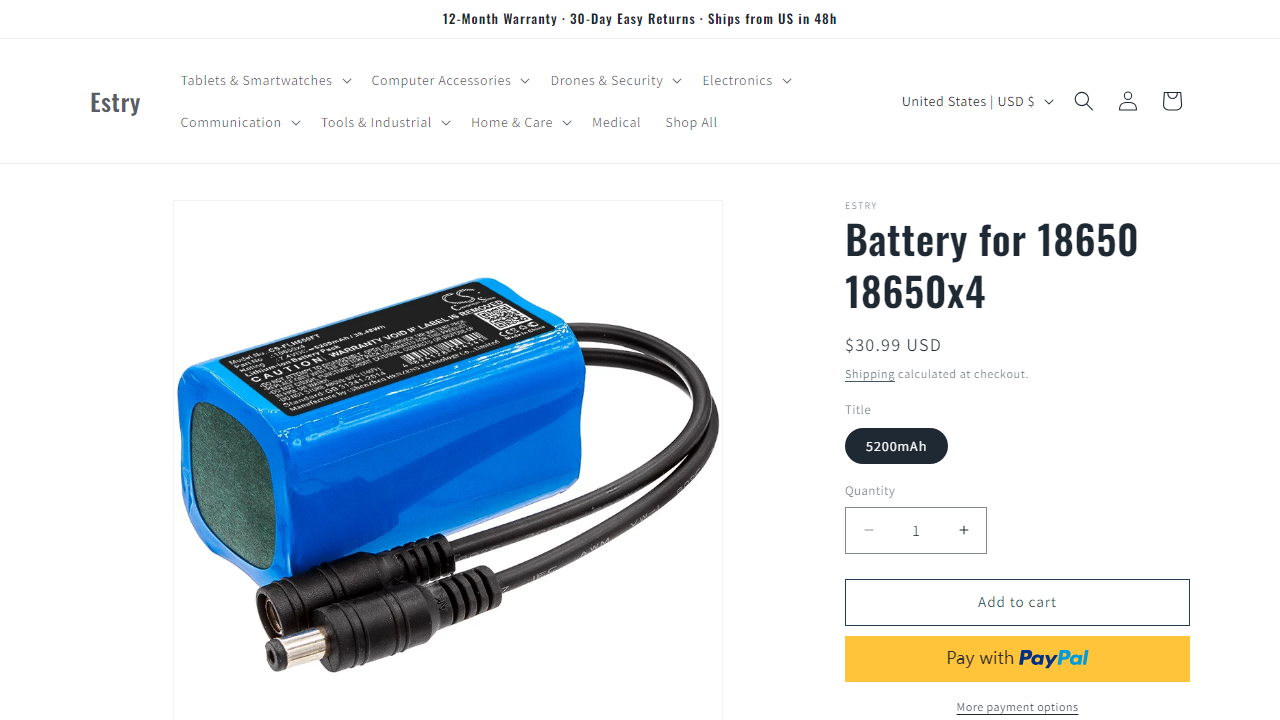 12-Month Warranty · 30-Day Easy Returns · Ships from US in 48h
Estry
Tablets & Smartwatches
Computer Accessories
Drones & Security
Electronics
Communication
Tools & Industrial
Home & Care
Medical
Shop All
United States | USD $
CAUTION: WARRANTY VOID IF LABEL IS REMOVED
ESTRY
Battery for 18650
18650x4
$30.99 USD
Shipping calculated at checkout.
Title
5200mAh
Quantity
1
Add to cart
Pay with PayPal
More payment options